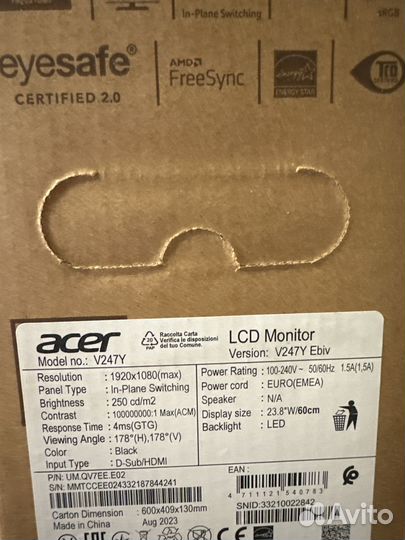 In-Plane Switching
sRGB
eyesafe®
CERTIFIED 2.0
AMD
FreeSync
ENERGY STAR
TCO
acer
20
PAP
Raccolta Carta
Verifica le disposizioni
del tuo Comune.
Model no.: V247Y
LCD Monitor
Version: V247Y Ebiv
Resolution : 1920x1080(max)
Panel Type : In-Plane Switching
Brightness : 250 cd/m2
Contrast : 100000000:1 Max(ACM)
Response Time : 4ms(GTG)
Viewing Angle : 178°(H),178°(V)
Color : Black
Input Type : D-Sub/HDMI
Power Rating : 100-240V~ 50/60Hz 1.5A(1,5A)
Power cord : EURO(EMEA)
Speaker : N/A
Display size : 23.8"W/60cm
Backlight : LED
P/N: UM.QV7EE.E02
S/N: MMTCCEE024332187844241
EAN :
4 711121 540783
SNID:33210022842
Carton Dimension : 600x409x130mm
Aug 2023
Avito